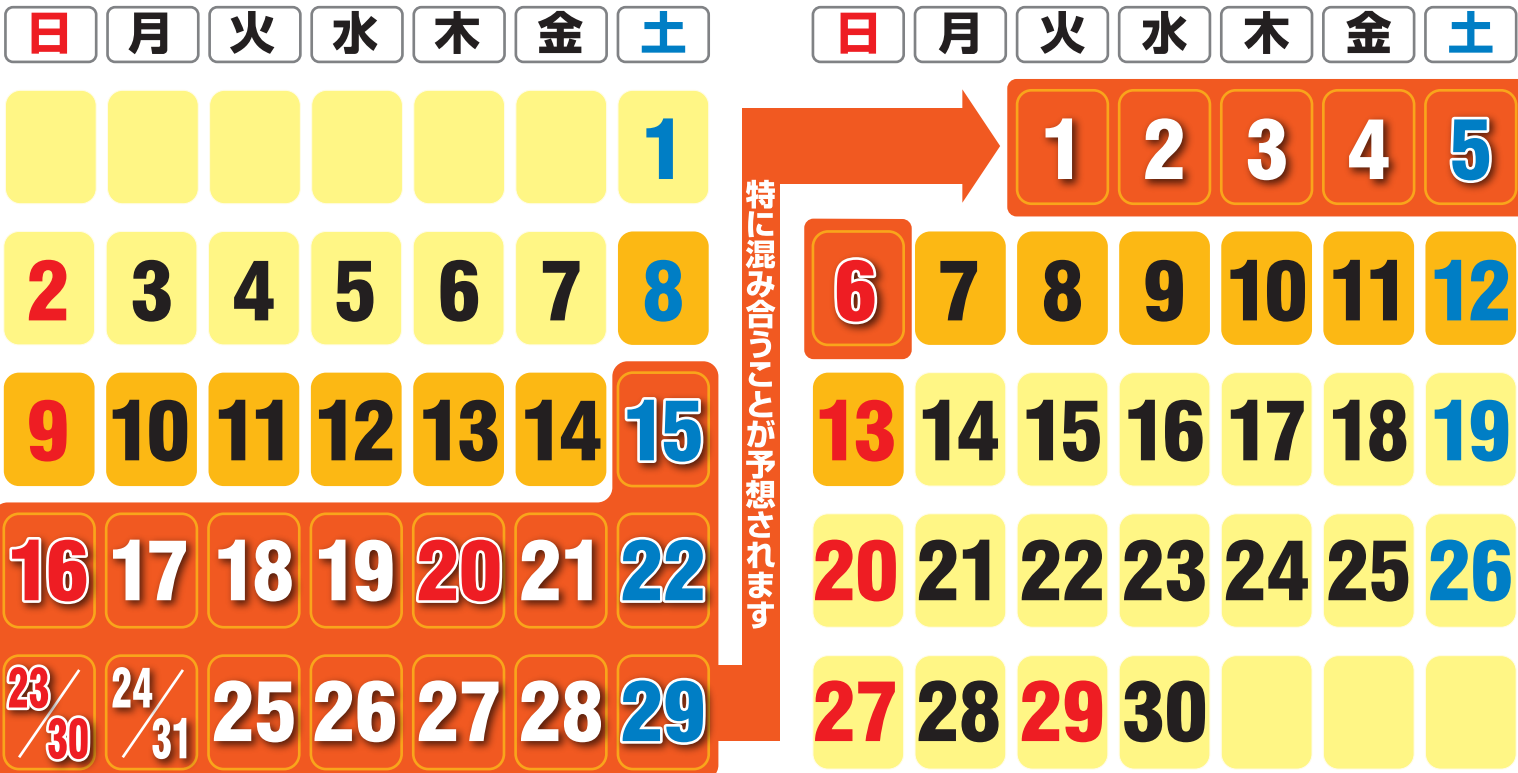 日 月 火 水 木 金 土
1
2 3 4 5 6 7 8
9 10 11 12 13 14 15
16 17 18 19 20 21 22
23/30 24/31 25 26 27 28 29
特に混み合うことが予想されます
日 月 火 水 木 金 土
1 2 3 4 5
6 7 8 9 10 11 12
13 14 15 16 17 18 19
20 21 22 23 24 25 26
27 28 29 30